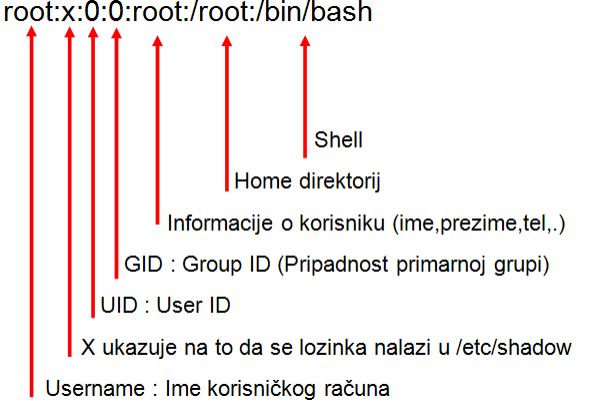 root:x:0:0:root:/root:/bin/bash
Shell
Home direktorij
Informacije o korisniku (ime,prezime,tel,.)
GID : Group ID (Pripadnost primarnoj grupi)
UID : User ID
X ukazuje na to da se lozinka nalazi u /etc/shadow
Username : Ime korisničkog računa